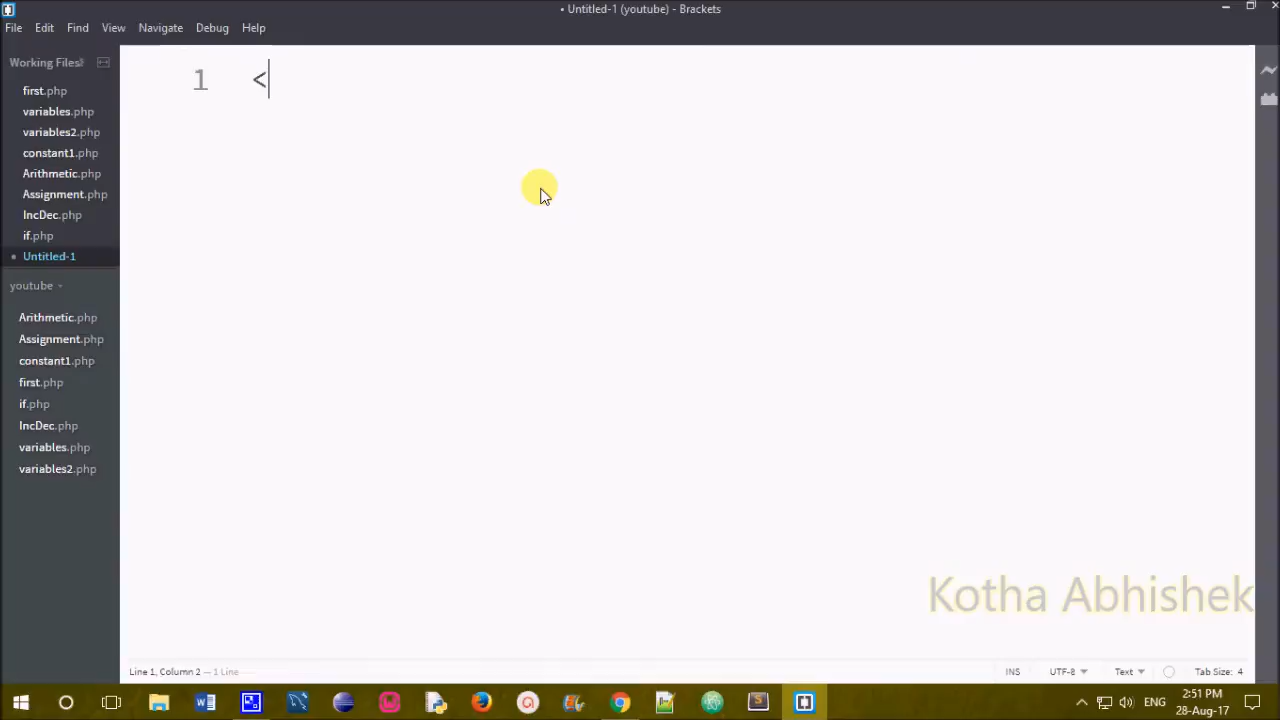 • Untitled-1 (youtube) - Brackets
File Edit Find View Navigate Debug Help
Working Files
first.php
variables.php
variables2.php
constant1.php
Arithmetic.php
Assignment.php
IncDec.php
if.php
• Untitled-1
youtube
Arithmetic.php
Assignment.php
constant1.php
first.php
if.php
IncDec.php
variables.php
variables2.php
1 <
Kotha Abhishek
Line 1, Column 2 — 1 Line
INS UTF-8 Text Tab Size: 4
ENG 2:51 PM
28-Aug-17